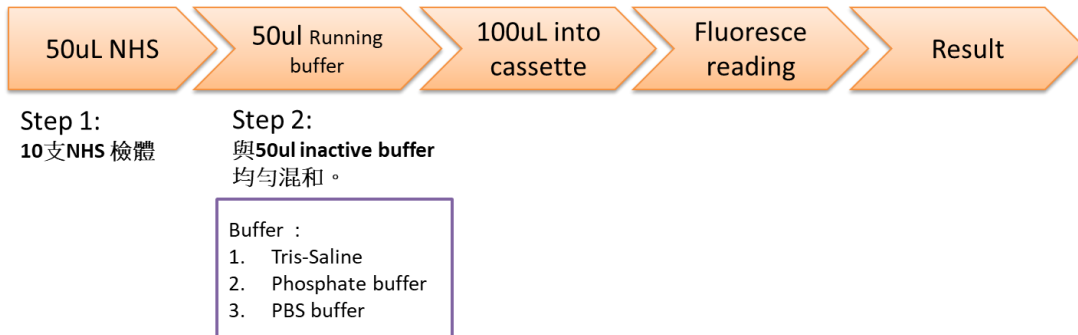 50uL NHS
50ul Running
buffer
100uL into
cassette
Fluoresce
reading
Result
Step 1:
10支NHS 檢體
Step 2:
與50ul inactive buffer
均勻混和。
Buffer :
1. Tris-Saline
2. Phosphate buffer
3. PBS buffer